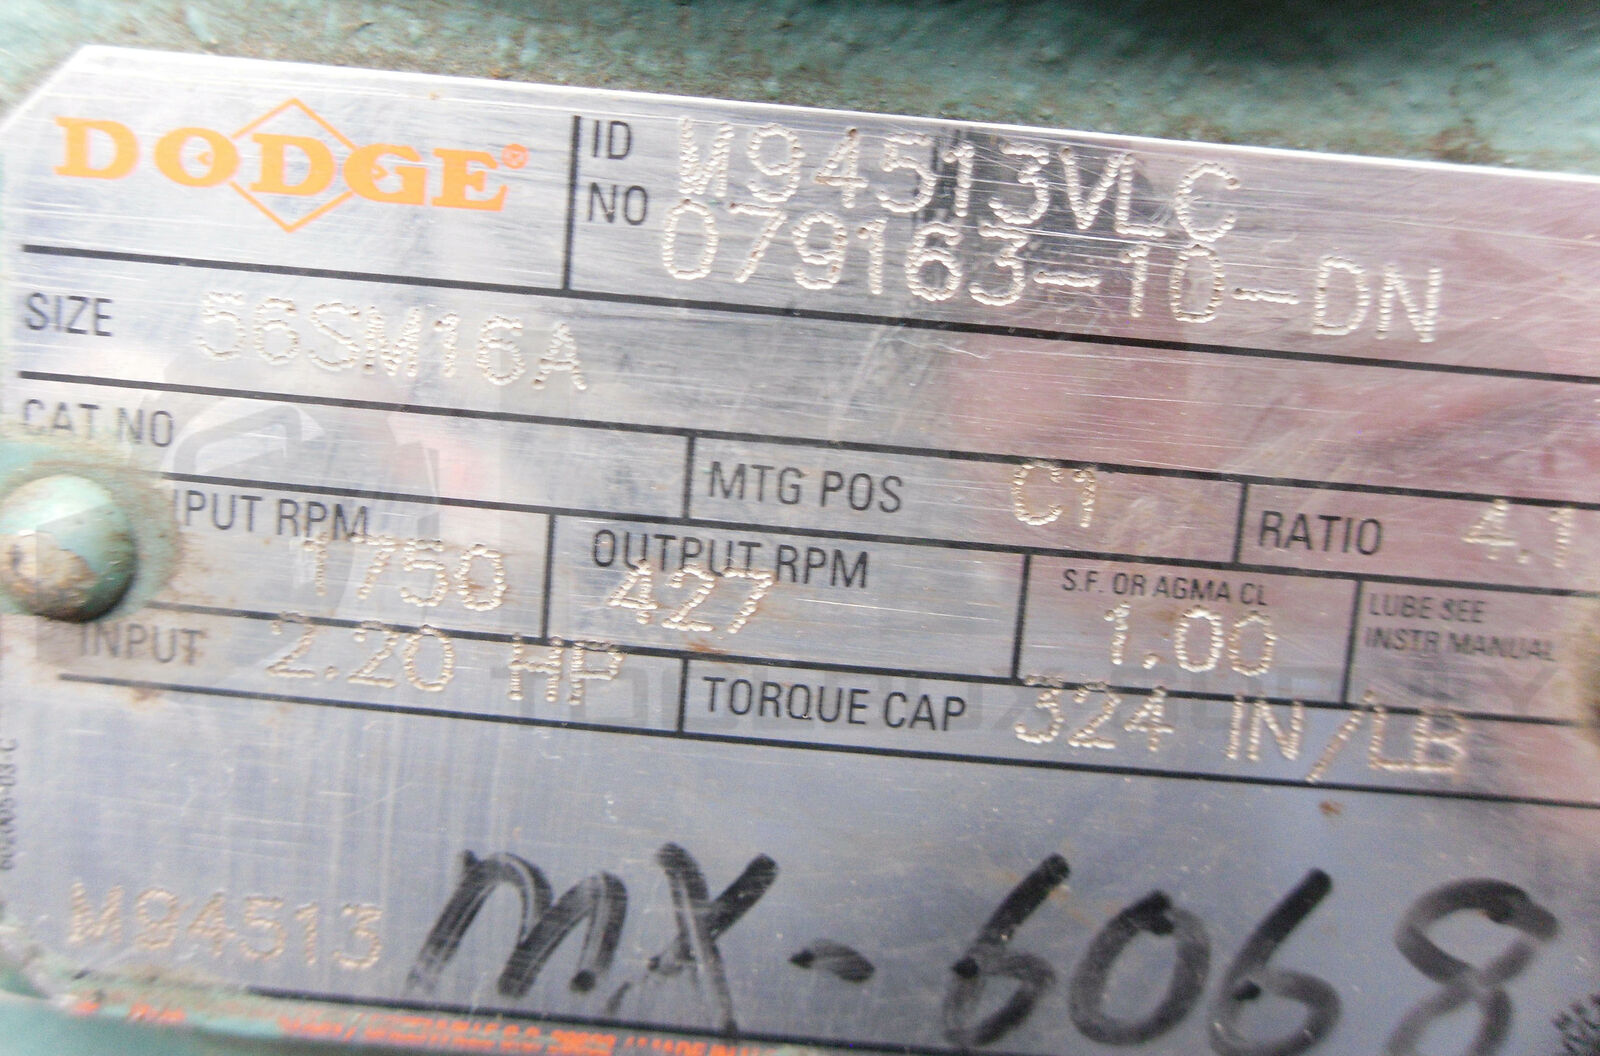 DODGE®
ID M94513VLC
NO 079163-10-DN
SIZE 56SM16A
CAT NO
MTG POS C1
RATIO 4.1
PUT RPM 1750
OUTPUT RPM 427
S.F. OR AGMA CL 1.00
LUBE SEE
INSTR MANUAL
INPUT 2.20 HP
TORQUE CAP 324 IN/LB
M94513
MX-6068